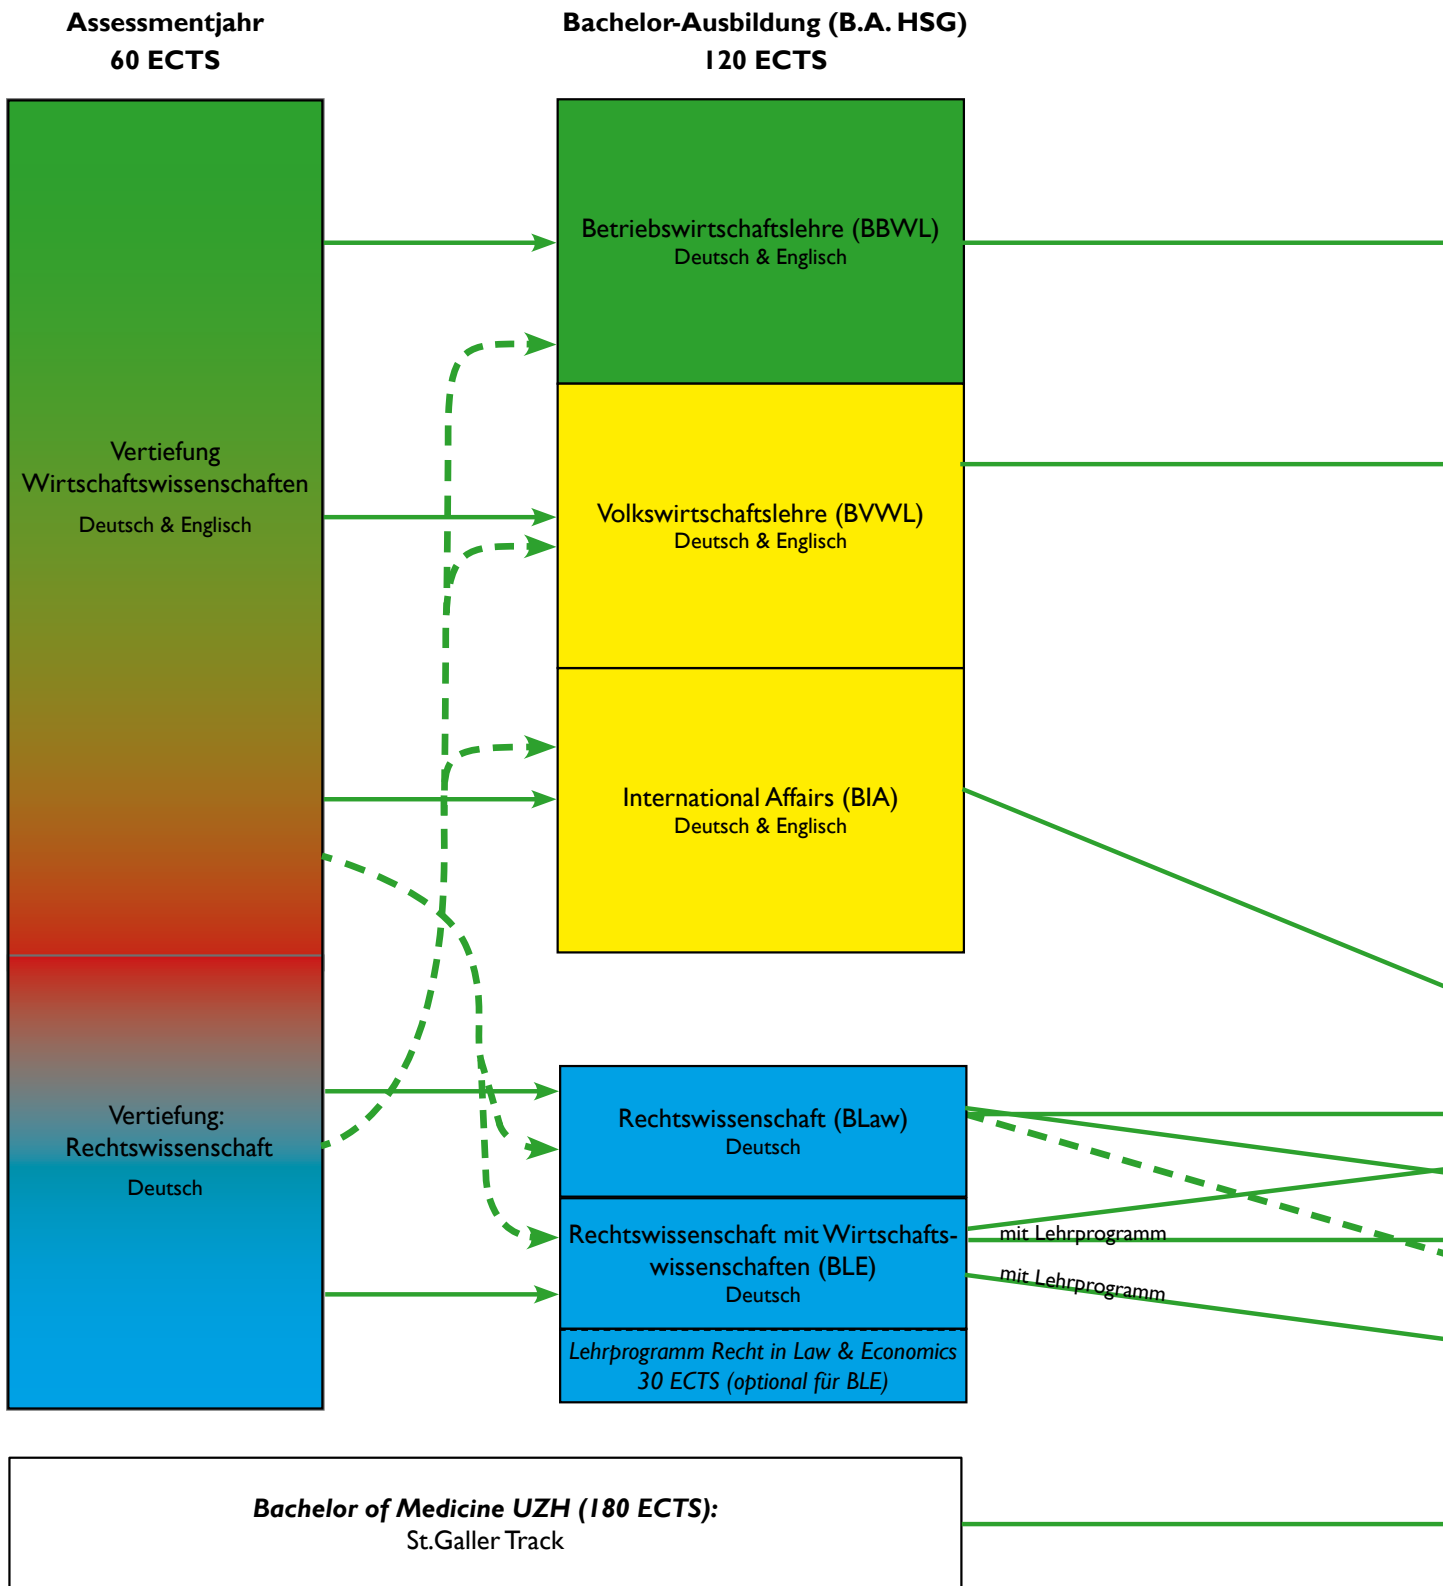 Assessmentjahr
60 ECTS
Bachelor-Ausbildung (B.A. HSG)
120 ECTS
Vertiefung
Wirtschaftswissenschaften
Deutsch & Englisch
Vertiefung:
Rechtswissenschaft
Deutsch
Betriebswirtschaftslehre (BBWL)
Deutsch & Englisch
Volkswirtschaftslehre (BVWL)
Deutsch & Englisch
International Affairs (BIA)
Deutsch & Englisch
Rechtswissenschaft (BLaw)
Deutsch
Rechtswissenschaft mit Wirtschafts-
wissenschaften (BLE)
Deutsch
Lehrprogramm Recht in Law & Economics
30 ECTS (optional für BLE)
mit Lehrprogramm
mit Lehrprogramm
Bachelor of Medicine UZH (180 ECTS):
St.Galler Track